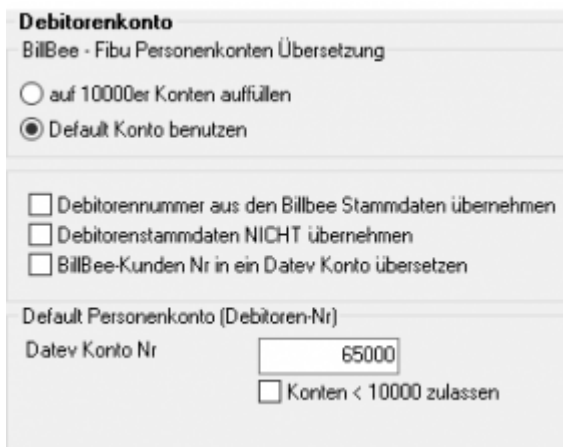 Debitorenkonto
BillBee - Fibu Personenkonten Übersetzung
auf 10000er Konten auffüllen
Default Konto benutzen
Debitorennummer aus den Billbee Stammdaten übernehmen
Debitorenstammdaten NICHT übernehmen
BillBee-Kunden Nr in ein Datev Konto übersetzen
Default Personenkonto (Debitoren-Nr)
Datev Konto Nr 65000
Konten < 10000 zulassen